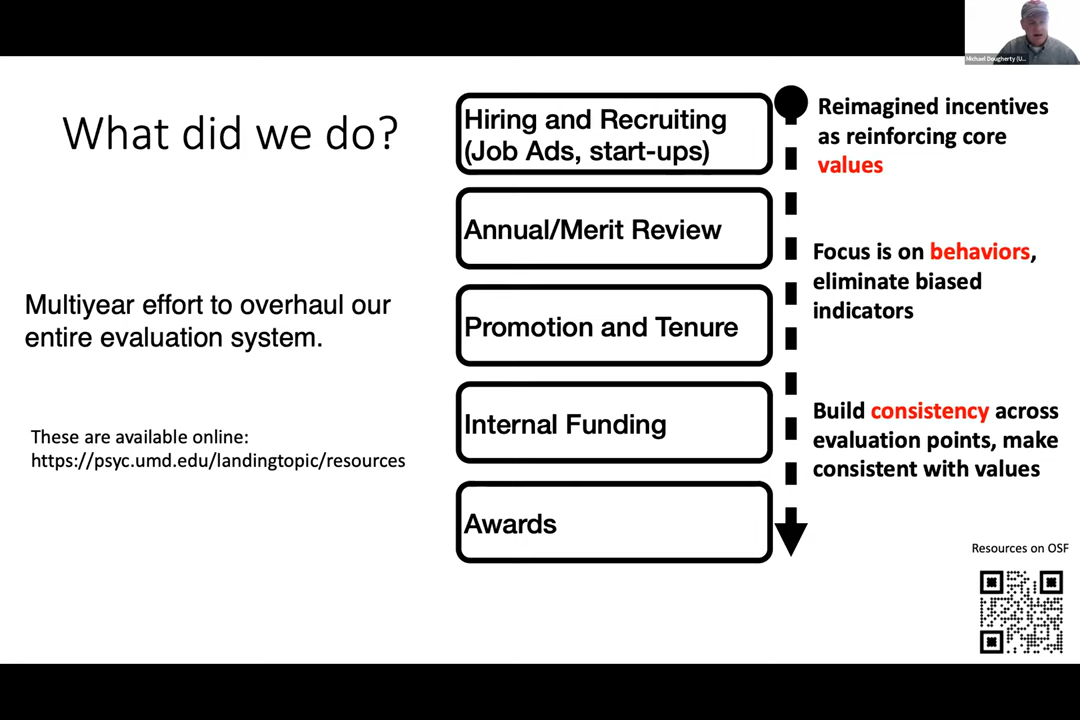 Michael Dougherty (U...
What did we do?
Multiyear effort to overhaul our
entire evaluation system.
These are available online:
https://psyc.umd.edu/landingtopic/resources
Hiring and Recruiting
(Job Ads, start-ups)
Annual/Merit Review
Promotion and Tenure
Internal Funding
Awards
Reimagined incentives
as reinforcing core
values
Focus is on behaviors,
eliminate biased
indicators
Build consistency across
evaluation points, make
consistent with values
Resources on OSF